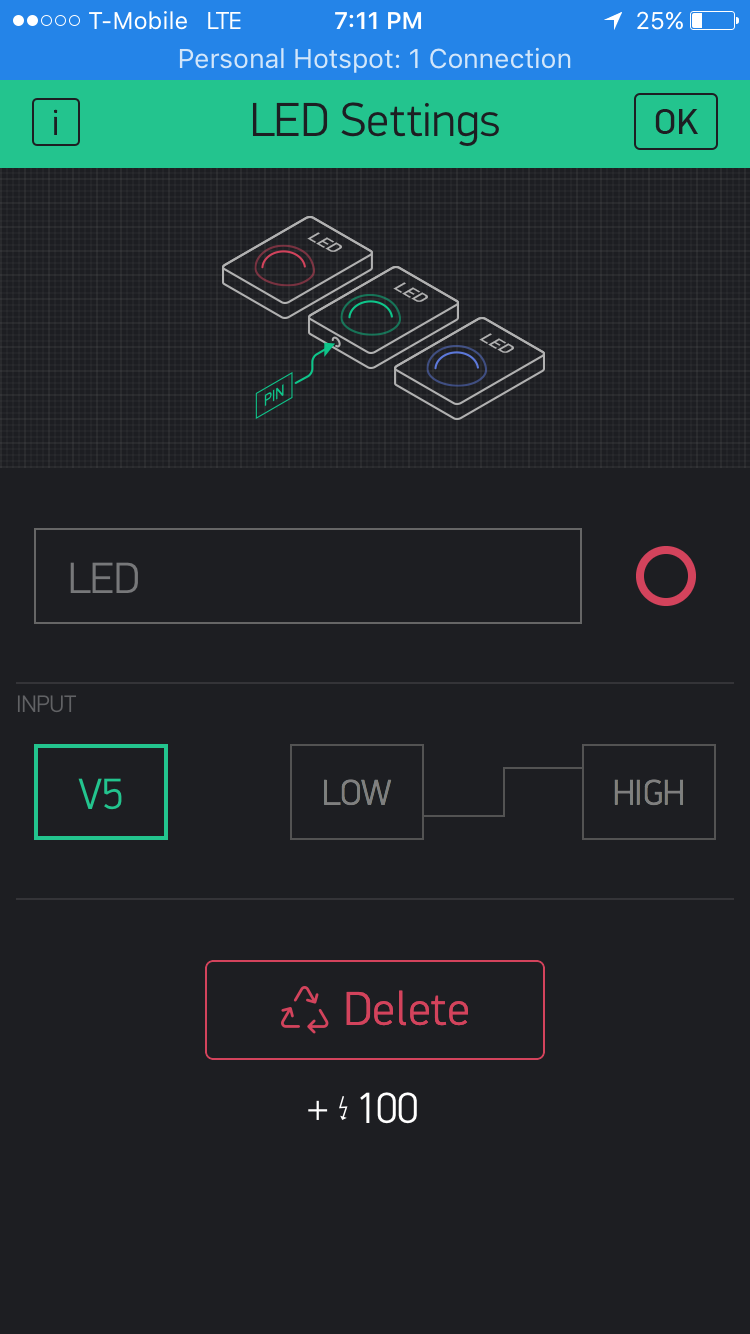 T-Mobile LTE 7:11 PM 25%
Personal Hotspot: 1 Connection
i LED Settings OK
LED
LED
LED
PIN
LED
INPUT
V5 LOW HIGH
Delete
+ 100